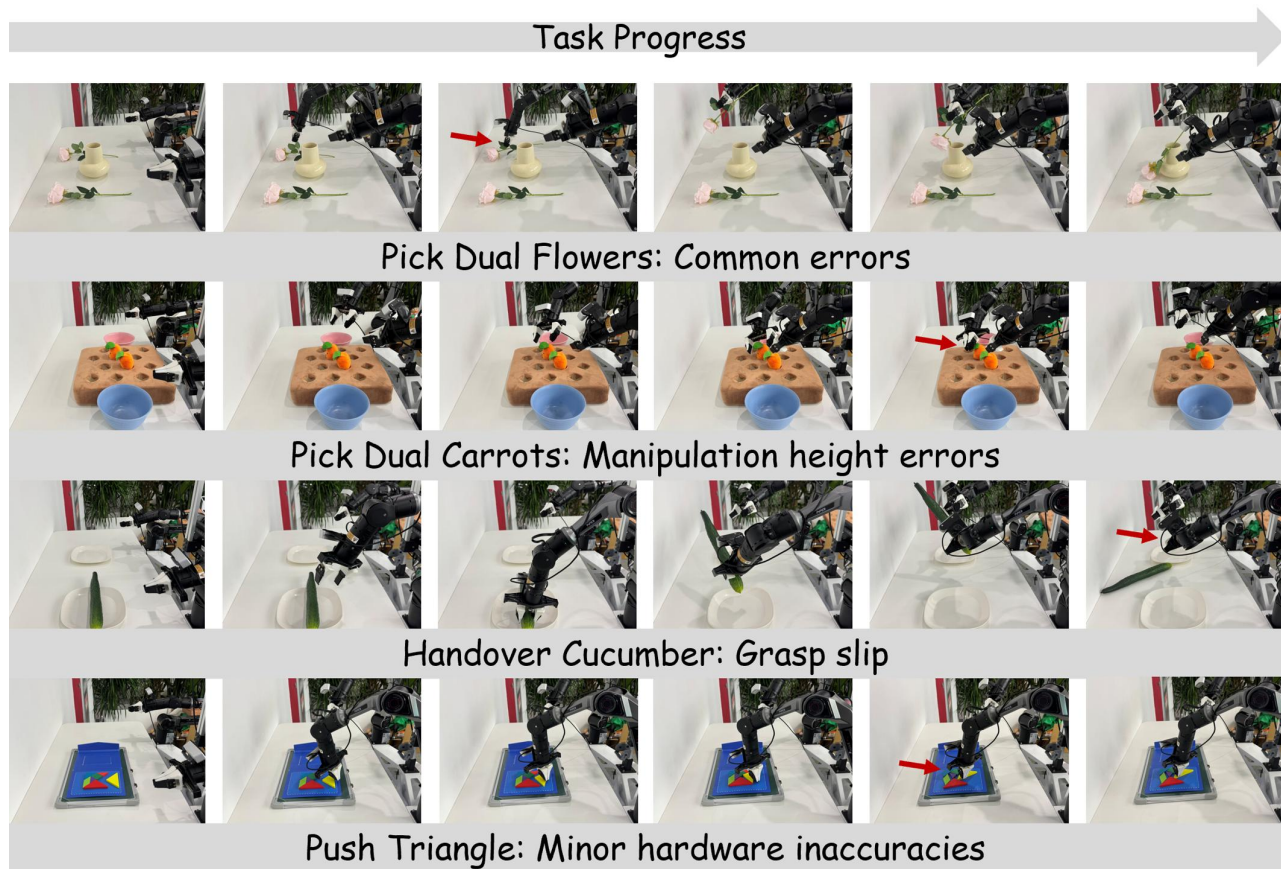 Task Progress
Pick Dual Flowers: Common errors
Pick Dual Carrots: Manipulation height errors
Handover Cucumber: Grasp slip
Push Triangle: Minor hardware inaccuracies